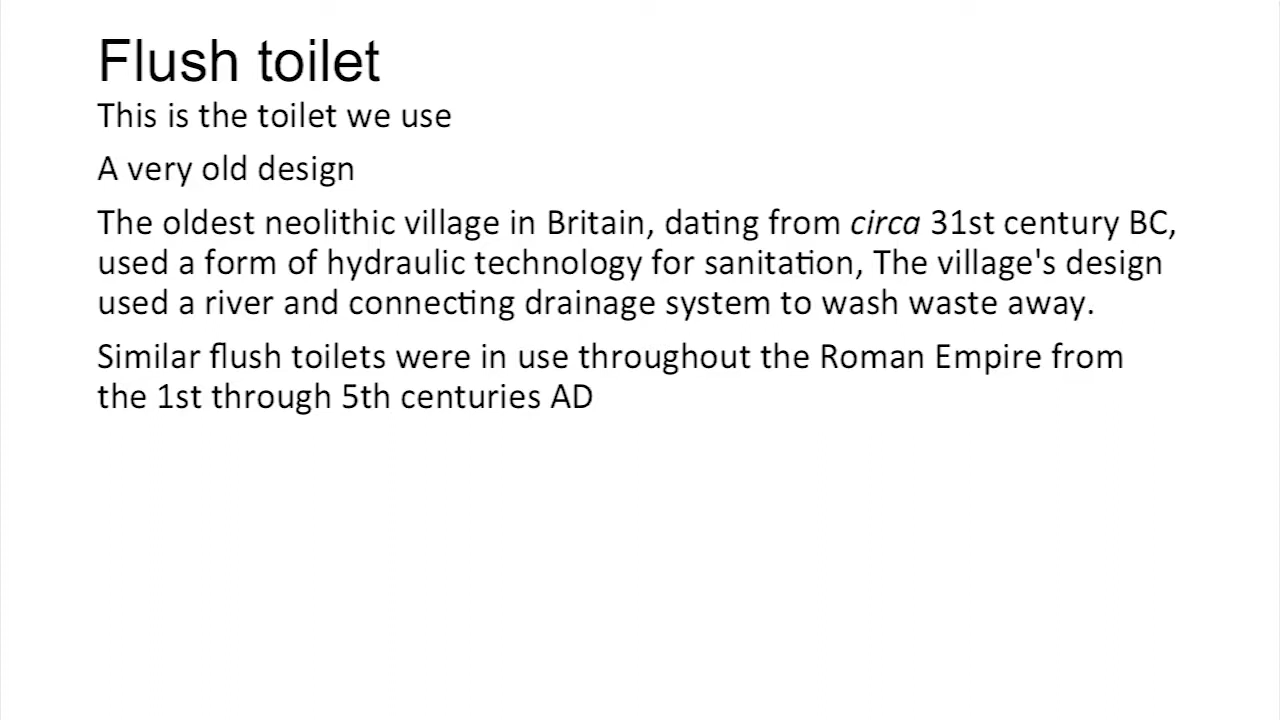 Flush toilet
This is the toilet we use
A very old design
The oldest neolithic village in Britain, dating from circa 31st century BC,
used a form of hydraulic technology for sanitation, The village's design
used a river and connecting drainage system to wash waste away.
Similar flush toilets were in use throughout the Roman Empire from
the 1st through 5th centuries AD